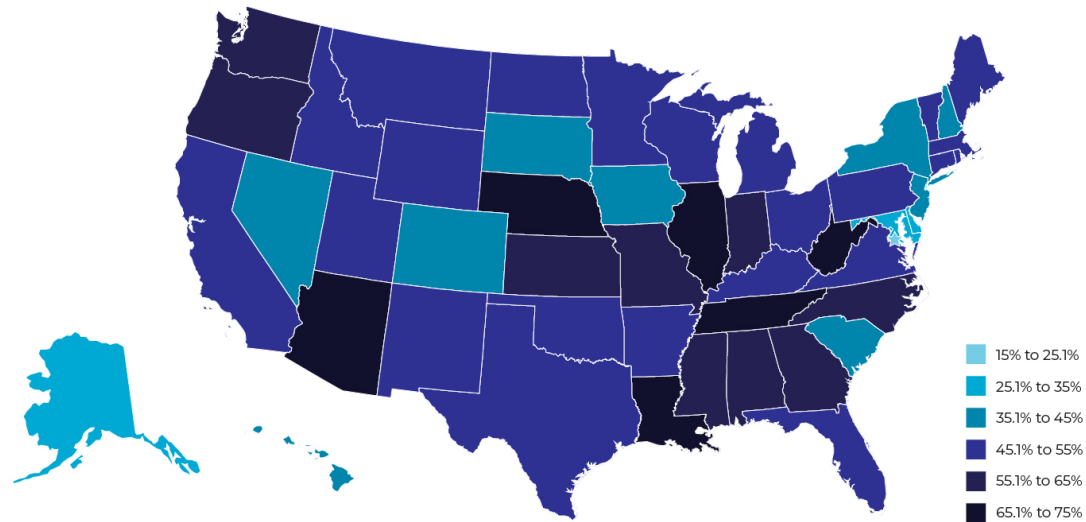 15% to 25.1%
25.1% to 35%
35.1% to 45%
45.1% to 55%
55.1% to 65%
65.1% to 75%